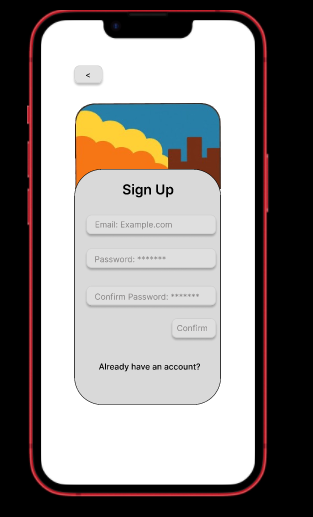 <
Sign Up
Email: Example.com
Password: *******
Confirm Password: *******
Confirm
Already have an account?